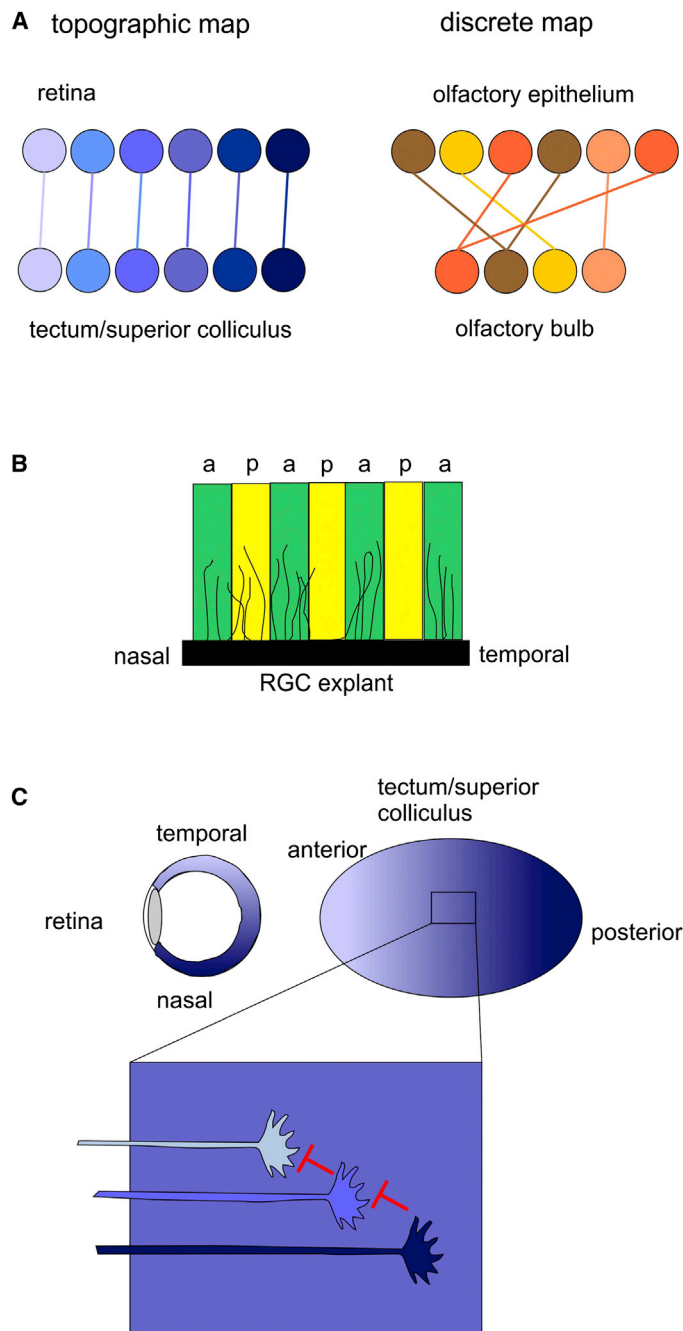 A topographic map discrete map
retina olfactory epithelium
tectum/superior colliculus olfactory bulb
B
a p a p a p a
nasal temporal
RGC explant
C
tectum/superior
colliculus
temporal
anterior
retina
posterior
nasal